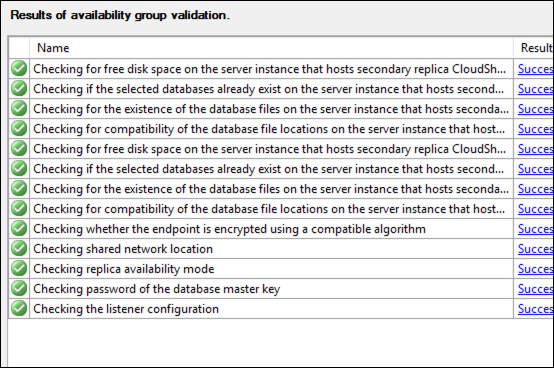 Results of availability group validation.
Name Result
Checking for free disk space on the server instance that hosts secondary replica CloudSh... Succes
Checking if the selected databases already exist on the server instance that hosts seconda... Succes
Checking for the existence of the database files on the server instance that hosts seconda... Succes
Checking for compatibility of the database file locations on the server instance that host... Succes
Checking for free disk space on the server instance that hosts secondary replica CloudSh... Succes
Checking if the selected databases already exist on the server instance that hosts second... Succes
Checking for the existence of the database files on the server instance that hosts seconda... Succes
Checking for compatibility of the database file locations on the server instance that host... Succes
Checking whether the endpoint is encrypted using a compatible algorithm Succes
Checking shared network location Succes
Checking replica availability mode Succes
Checking password of the database master key Succes
Checking the listener configuration Succes